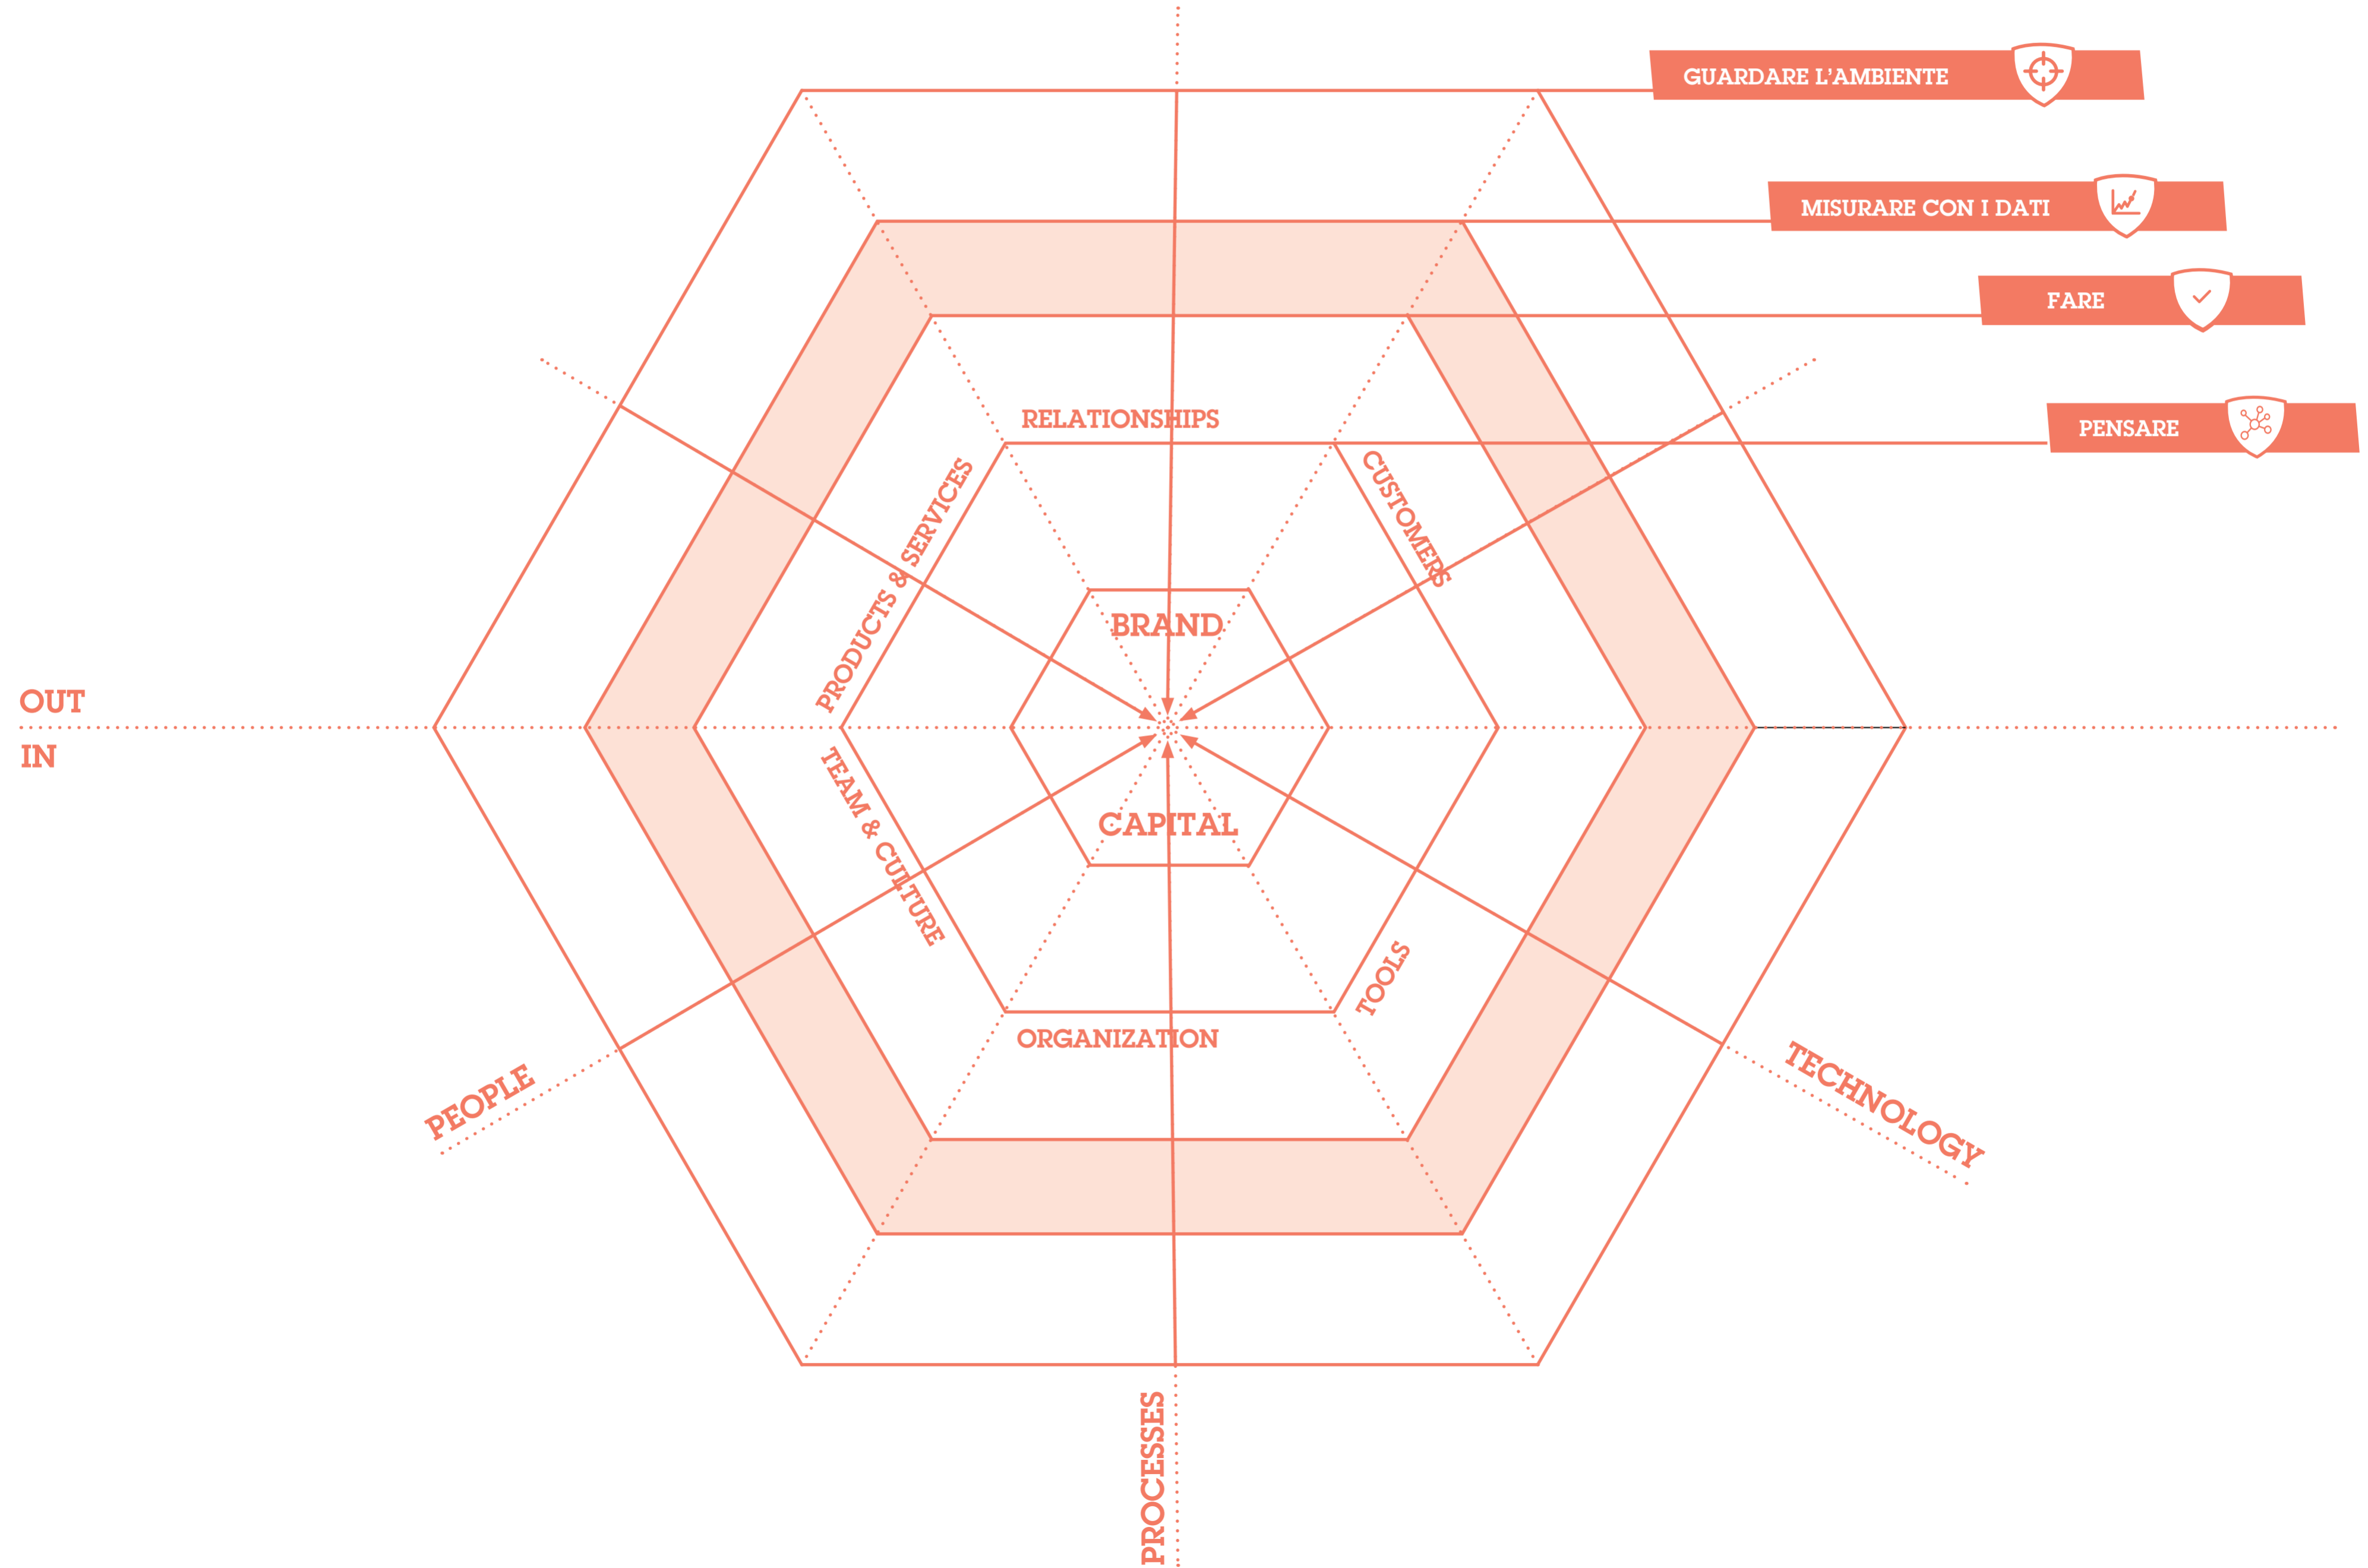 GUARDARE L'AMBIENTE
MISURARE CON I DATI
FARE
PENSARE
RELATIONSHIPS
CUSTOMERS
PRODUCTS & SERVICES
BRAND
OUT
IN
CAPITAL
TEAM & CULTURE
TOOLS
ORGANIZATION
PEOPLE
TECHNOLOGY
PROCESSES